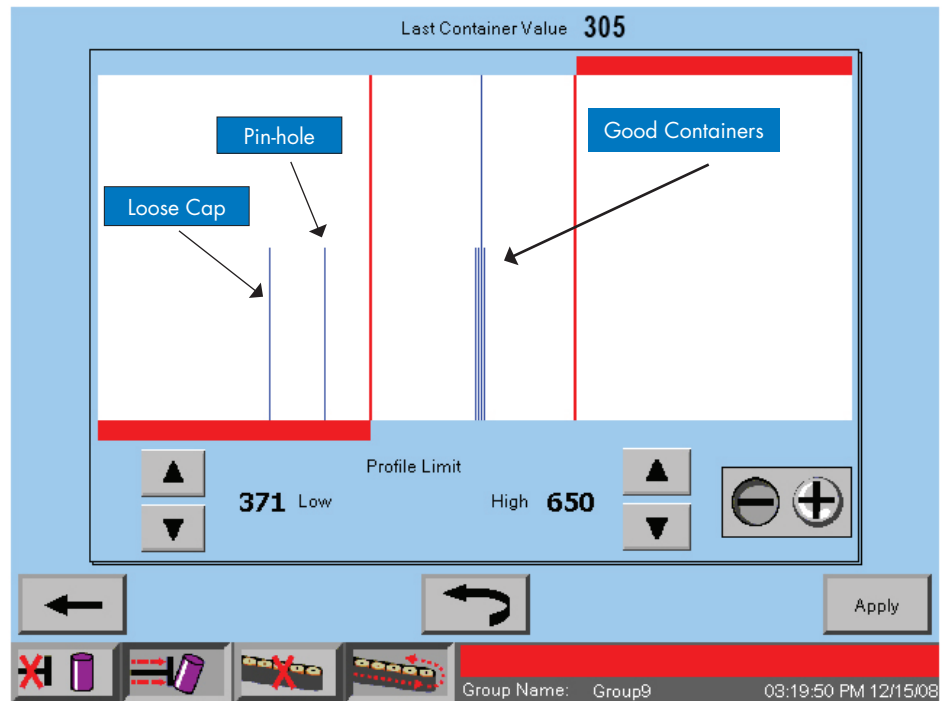 Last Container Value 305
Pin-hole
Good Containers
Loose Cap
Profile Limit
371 Low
High 650
Apply
Group Name: Group9
03:19:50 PM 12/15/08